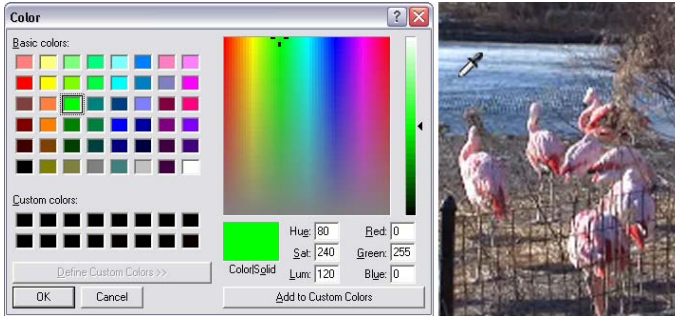 Color
? X
Basic colors:
Custom colors:
Define Custom Colors >>
OK Cancel
Color|Solid
Hue: 80 Red: 0
Sat: 240 Green: 255
Lum: 120 Blue: 0
Add to Custom Colors